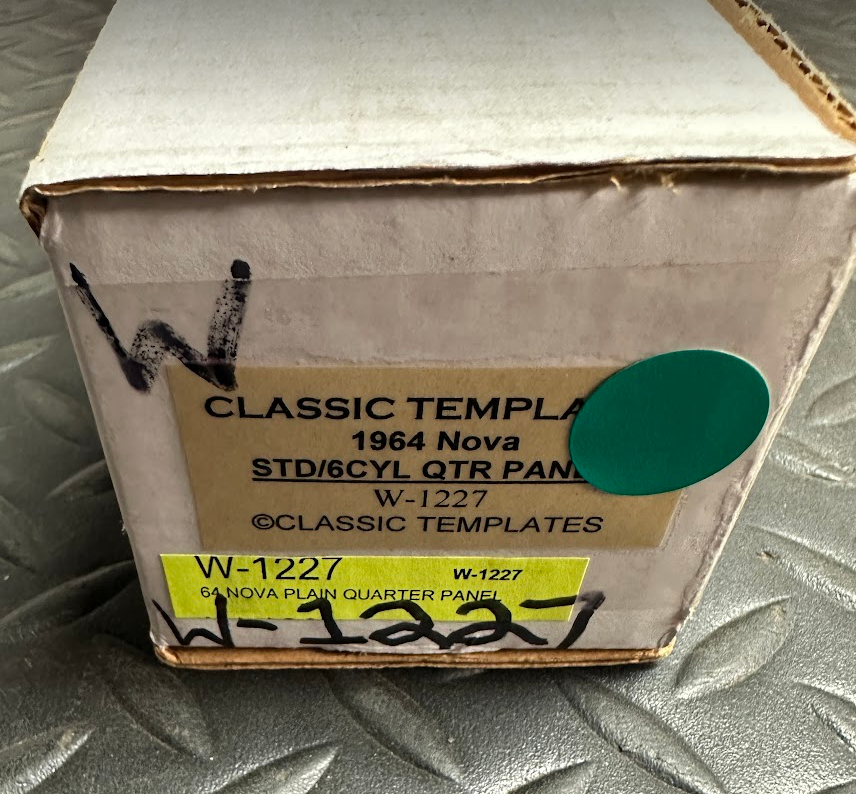 W
CLASSIC TEMPLA
1964 Nova
STD/6CYL QTR PAN
W-1227
©CLASSIC TEMPLATES
W-1227 W-1227
64 NOVA PLAIN QUARTER PANEL
W-1227